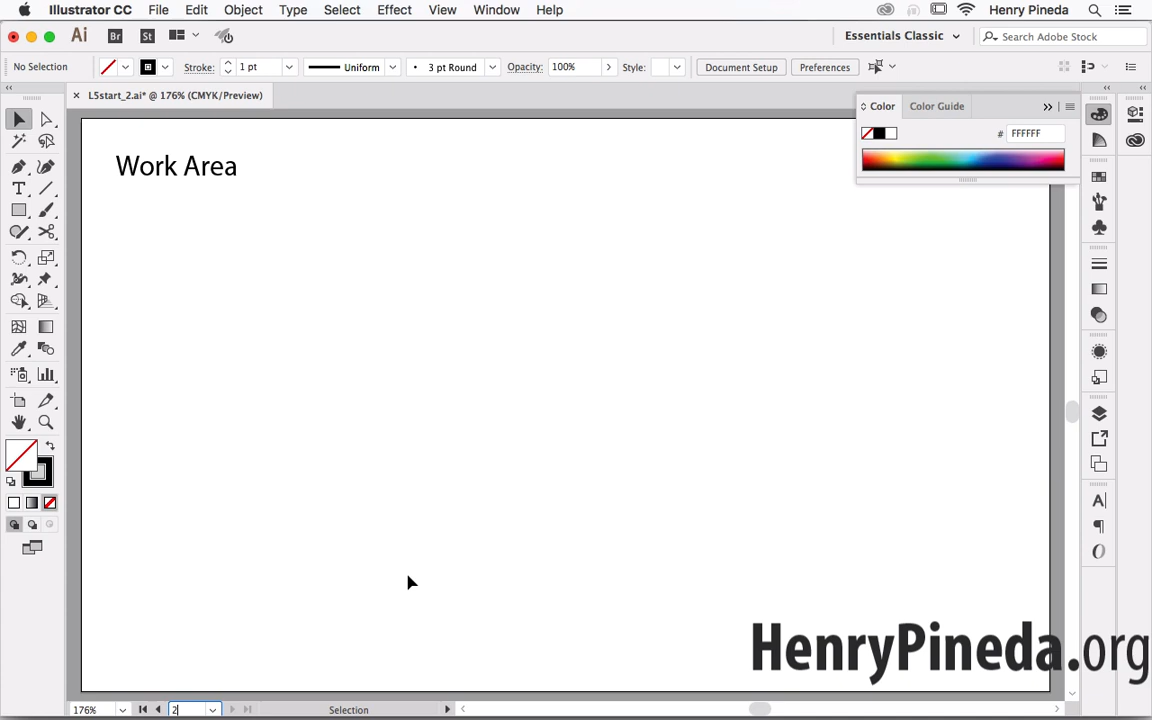 Illustrator CC File Edit Object Type Select Effect View Window Help Henry Pineda
Ai Br St Essentials Classic Search Adobe Stock
No Selection Stroke: 1 pt Uniform 3 pt Round Opacity: 100% Style: Document Setup Preferences
L5start_2.ai* @ 176% (CMYK/Preview)
Color Color Guide
# FFFFFF
Work Area
HenryPineda.org
176% 2 Selection